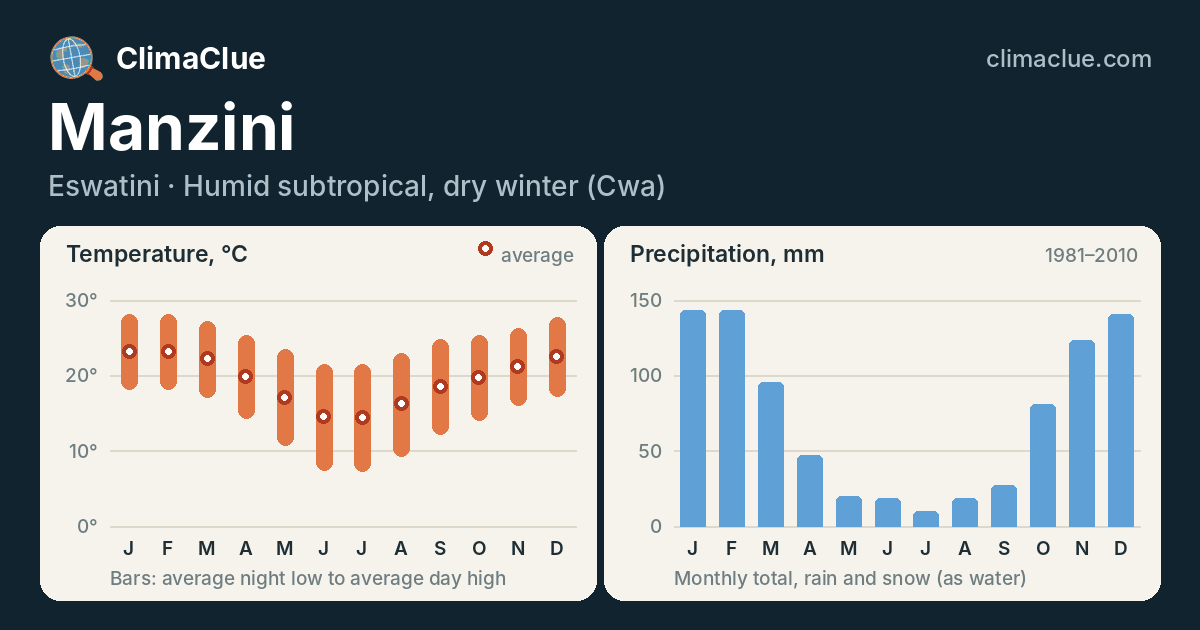 ClimaClue
climaclue.com
Manzini
Eswatini · Humid subtropical, dry winter (Cwa)
Temperature, °C
average
30°
20°
10°
0°
J F M A M J J A S O N D
Bars: average night low to average day high
Precipitation, mm
1981–2010
150
100
50
0
J F M A M J J A S O N D
Monthly total, rain and snow (as water)